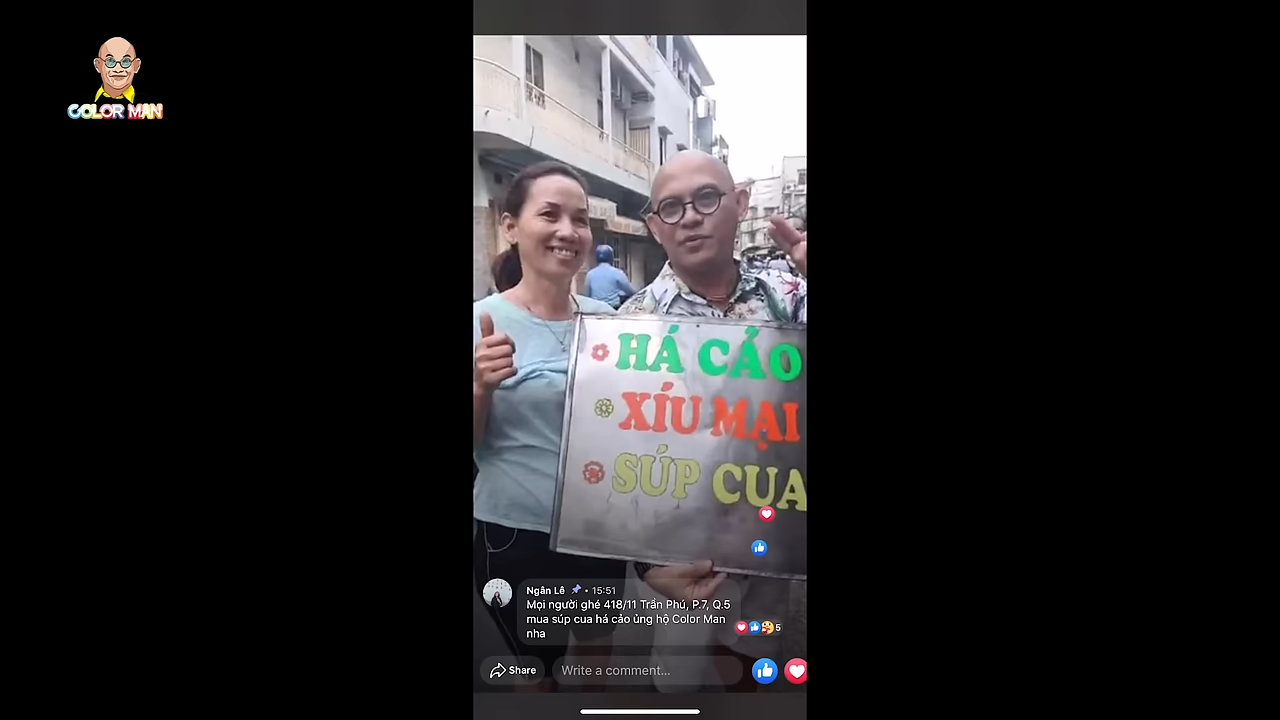 COLOR MAN
HÁ CẢO
XÍU MẠI
SÚP CUA
Ngân Lê • 15:51
Mọi người ghé 418/11 Trần Phú, P.7, Q.5
mua súp cua há cảo ủng hộ Color Man
nha
5
Share
Write a comment...